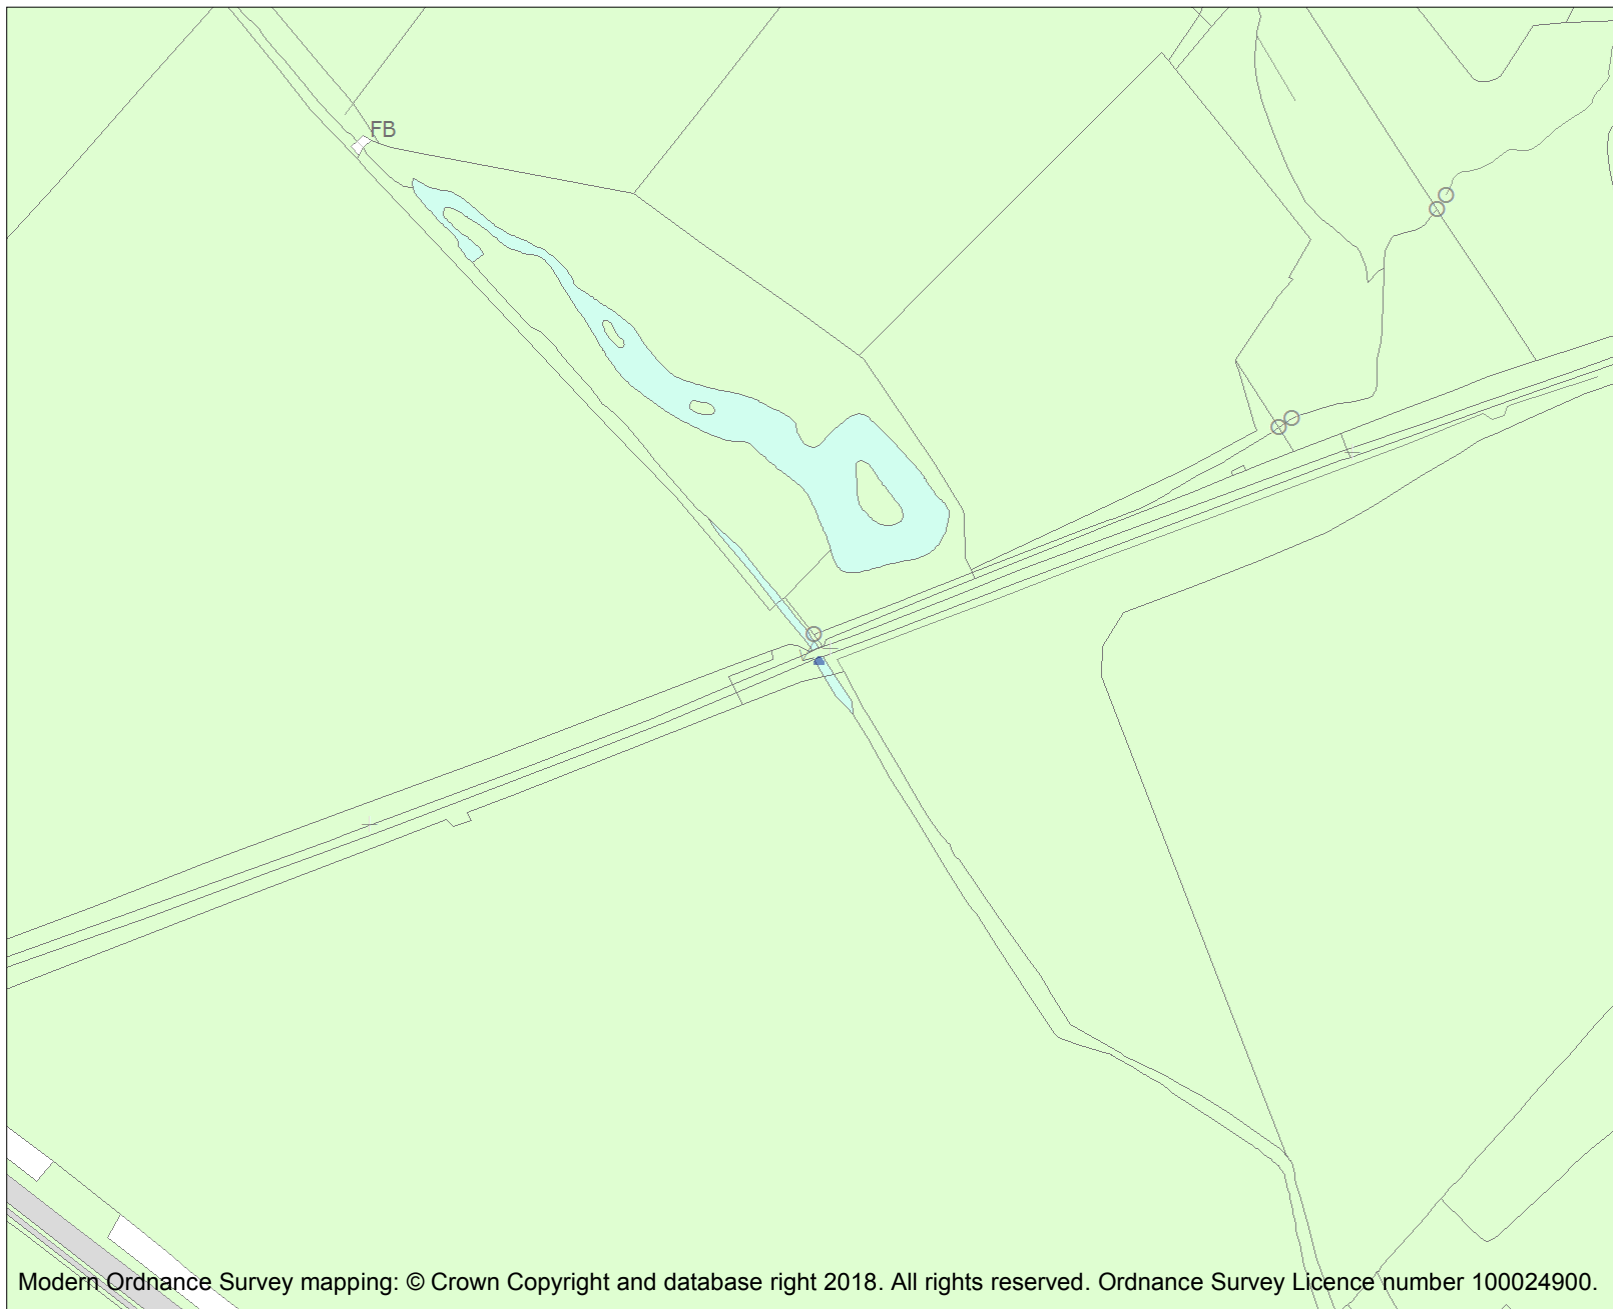 FB
Modern Ordnance Survey mapping: © Crown Copyright and database right 2018. All rights reserved. Ordnance Survey Licence number 100024900.